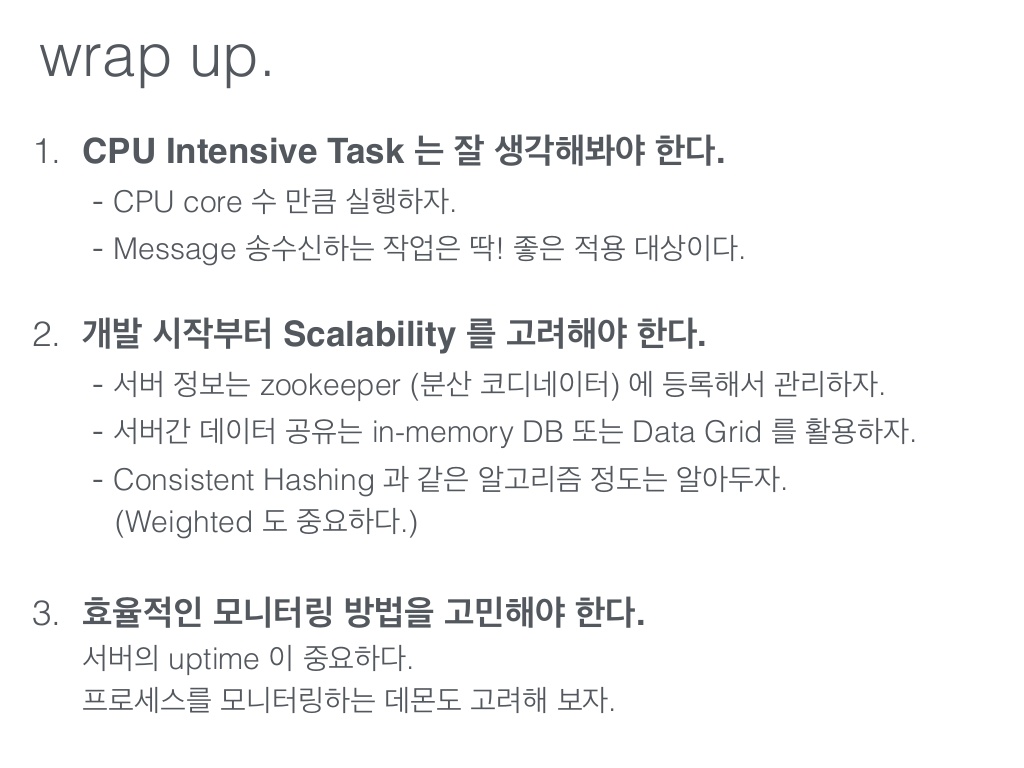 wrap up.
1. CPU Intensive Task 는 잘 생각해봐야 한다.
- CPU core 수 만큼 실행하자.
- Message 송수신하는 작업은 딱! 좋은 적용 대상이다.
2. 개발 시작부터 Scalability 를 고려해야 한다.
- 서버 정보는 zookeeper (분산 코디네이터) 에 등록해서 관리하자.
- 서버간 데이터 공유는 in-memory DB 또는 Data Grid 를 활용하자.
- Consistent Hashing 과 같은 알고리즘 정도는 알아두자.
(Weighted 도 중요하다.)
3. 효율적인 모니터링 방법을 고민해야 한다.
서버의 uptime 이 중요하다.
프로세스를 모니터링하는 데몬도 고려해 보자.